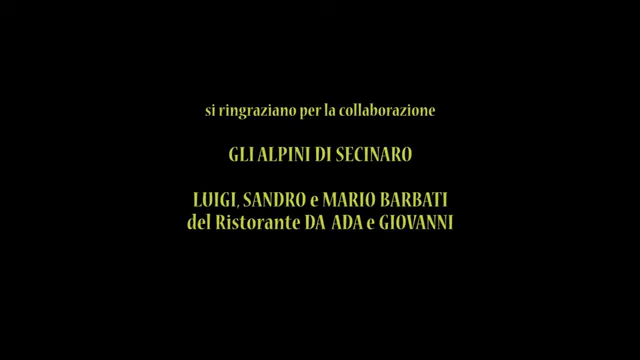 si ringraziano per la collaborazione
GLI ALPINI DI SECINARO
LUIGI, SANDRO e MARIO BARBATI
del Ristorante DA ADA e GIOVANNI